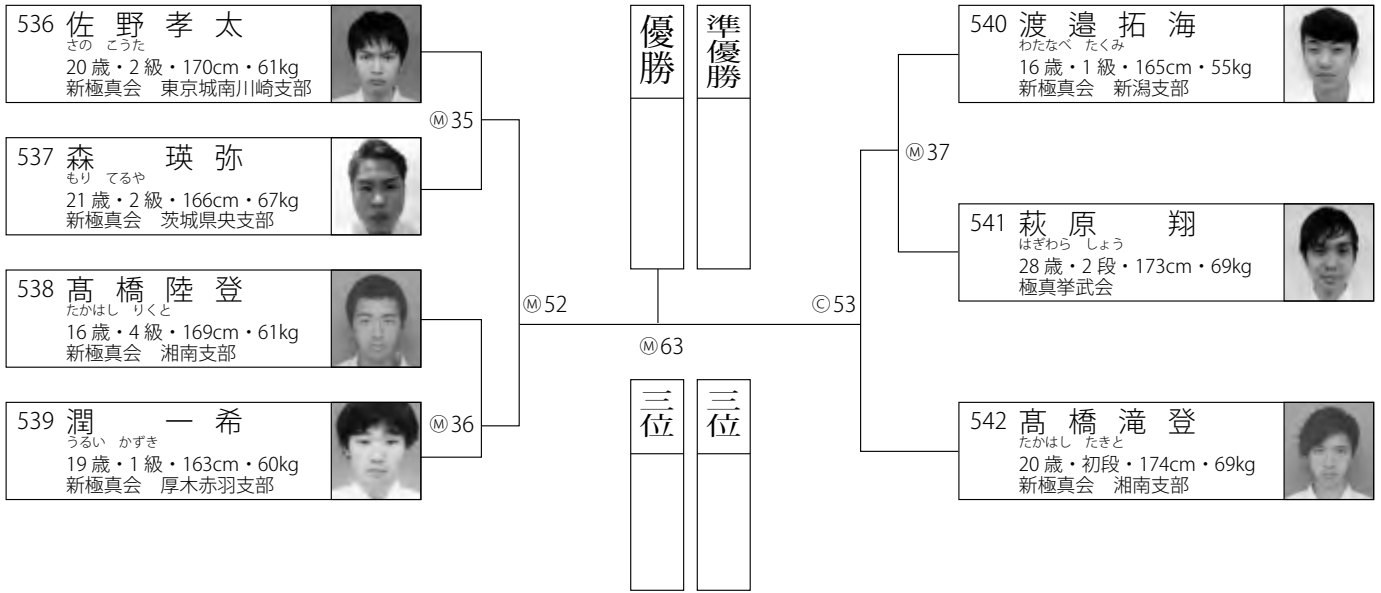 536 佐野孝太
さの こうた
20歳・2級・170cm・61kg
新極真会 東京城南川崎支部
537 森 瑛弥
もり てるや
21歳・2級・166cm・67kg
新極真会 茨城県央支部
538 髙橋陸登
たかはし りくと
16歳・4級・169cm・61kg
新極真会 湘南支部
539 潤 一希
うるい かずき
19歳・1級・163cm・60kg
新極真会 厚木赤羽支部
Ⓜ35
Ⓜ36
Ⓜ52
優勝
準優勝
Ⓜ63
三位
三位
Ⓒ53
Ⓜ37
540 渡邉拓海
わたなべ たくみ
16歳・1級・165cm・55kg
新極真会 新潟支部
541 萩原 翔
はぎわら しょう
28歳・2段・173cm・69kg
極真挙武会
542 髙橋滝登
たかはし たきと
20歳・初段・174cm・69kg
新極真会 湘南支部